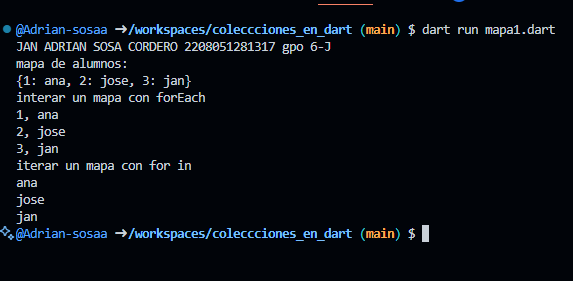 @Adrian-sosaa ➜/workspaces/coleccciones_en_dart (main) $ dart run mapa1.dart
JAN ADRIAN SOSA CORDERO 2208051281317 gpo 6-J
mapa de alumnos:
{1: ana, 2: jose, 3: jan}
interar un mapa con forEach
1, ana
2, jose
3, jan
iterar un mapa con for in
ana
jose
jan
@Adrian-sosaa ➜/workspaces/coleccciones_en_dart (main) $